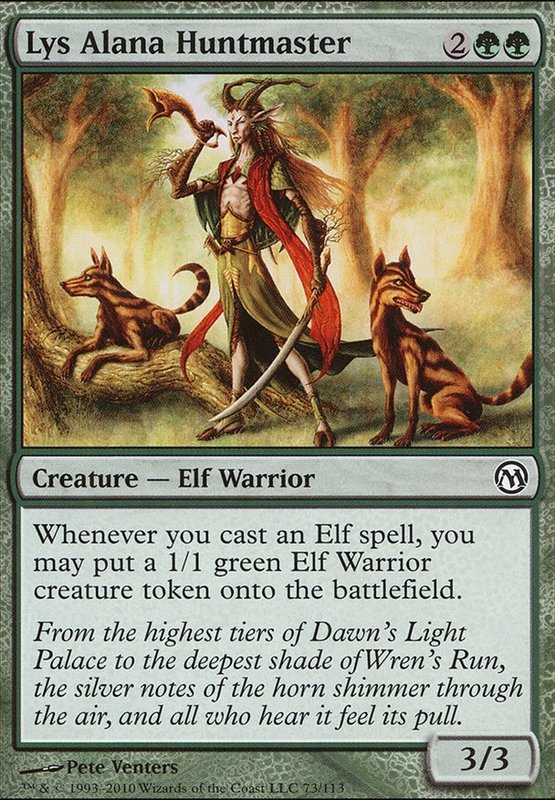 Lys Alana Huntmaster 2
Creature — Elf Warrior
Whenever you cast an Elf spell, you
may put a 1/1 green Elf Warrior
creature token onto the battlefield.
From the highest tiers of Dawn's Light
Palace to the deepest shade of Wren's Run,
the silver notes of the horn shimmer through
the air, and all who hear it feel its pull.
3/3
Pete Venters
™ & © 1993–2010 Wizards of the Coast LLC 73/113